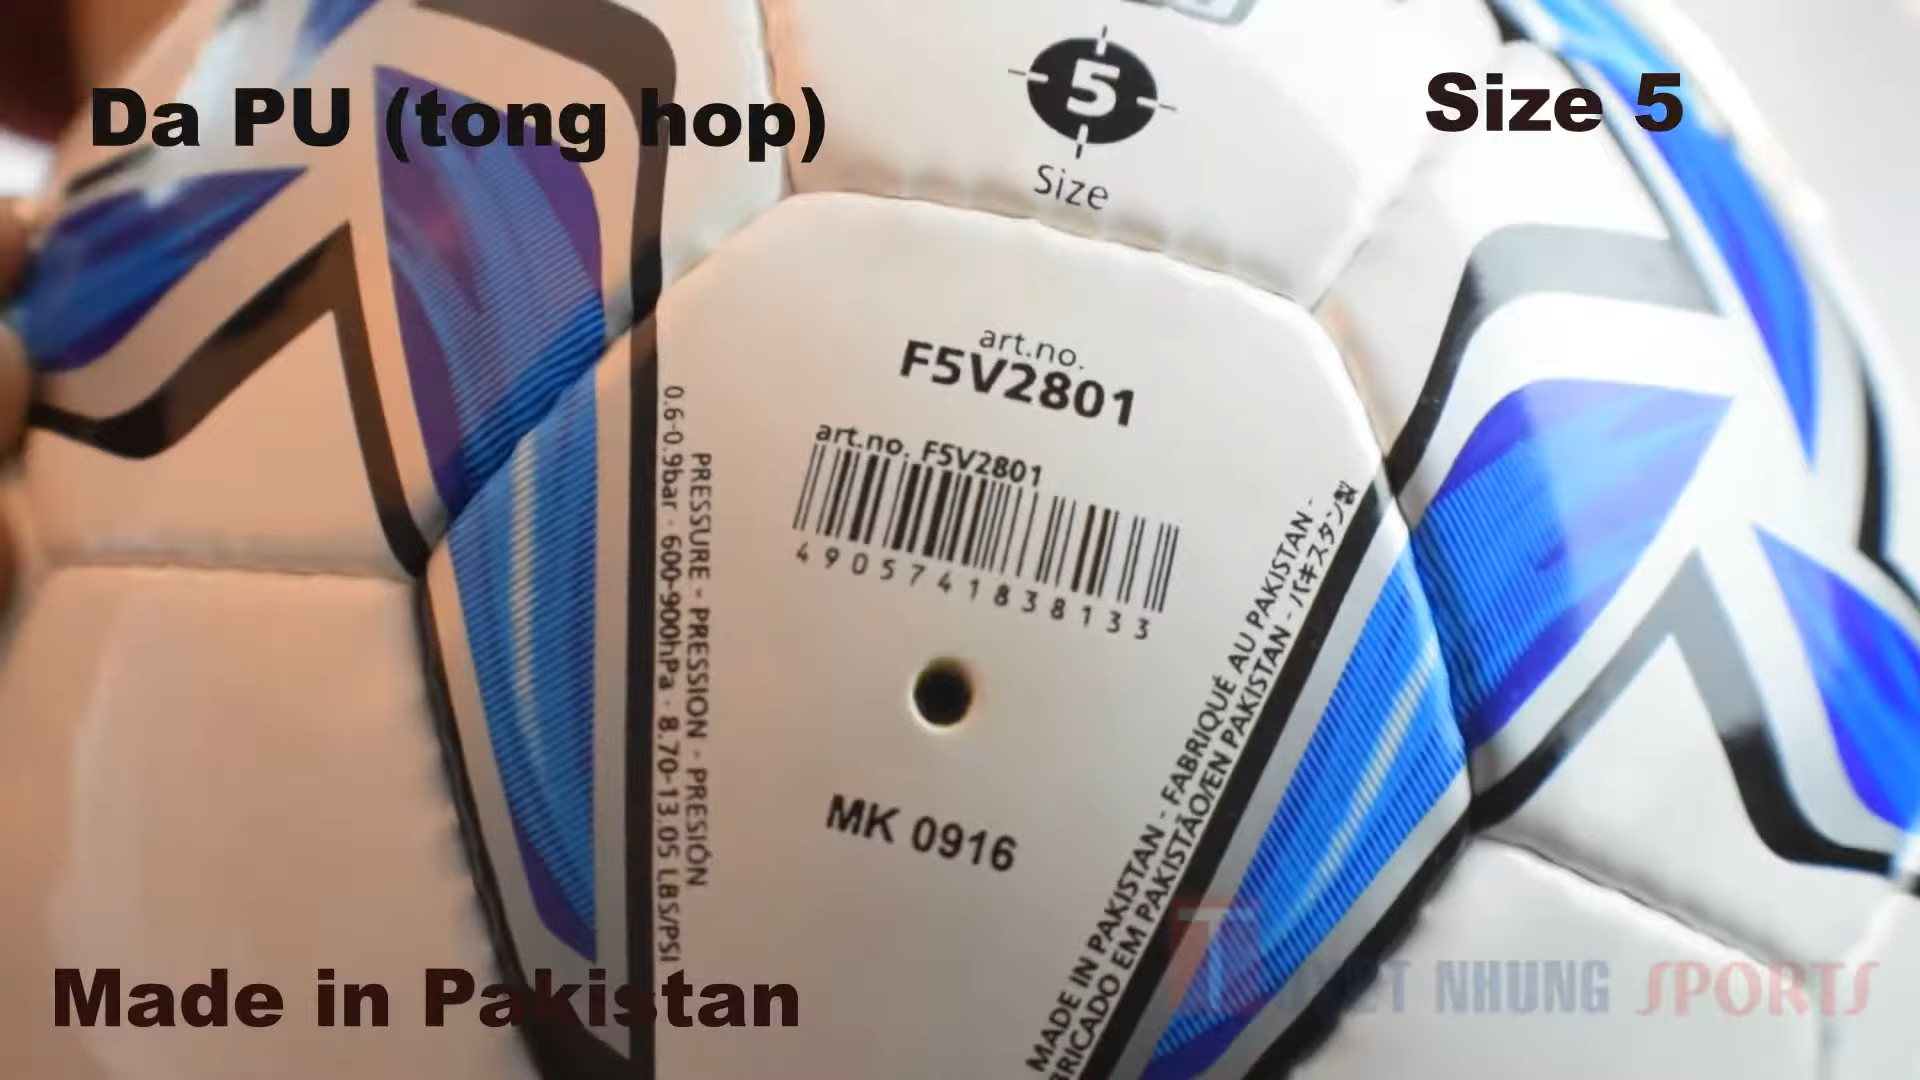 Da PU (tong hop)
Size 5
5
Size
art.no.
F5V2801
art.no. F5V2801
4905741838133
PRESSURE - PRESSION - PRESIÓN
0.6-0.9bar · 600-900hPa · 8.70-13.05 LBS/PSI
MK 0916
MADE IN PAKISTAN - FABRIQUÉ AU PAKISTAN -
BRICADO EM PAKISTÃO/EN PAKISTAN - パキスタン製
Made in Pakistan
NHUNG SPORTS